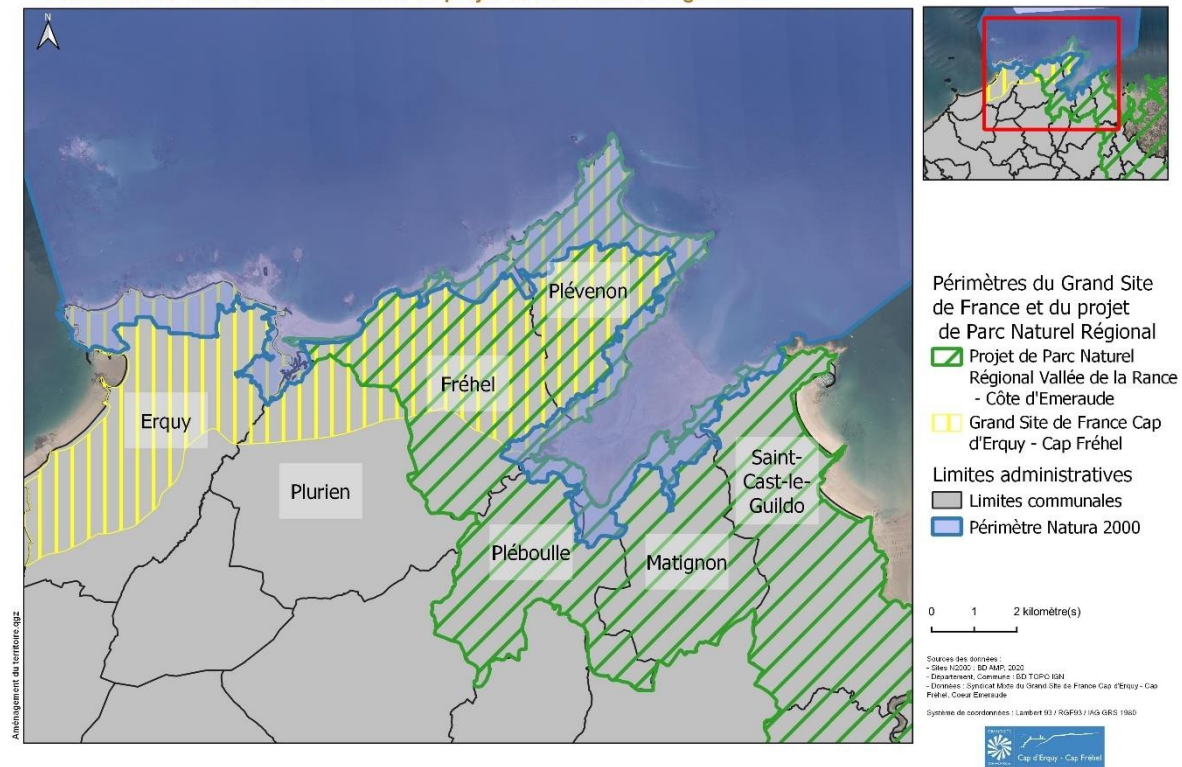 N
Plévenon
Fréhel
Erquy
Plurien
Saint-
Cast-le-
Guildo
Pléboulle
Matignon
Périmètres du Grand Site
de France et du projet
de Parc Naturel Régional
Projet de Parc Naturel
Régional Vallée de la Rance
- Côte d'Emeraude
Grand Site de France Cap
d'Erquy - Cap Fréhel
Limites administratives
Limites communales
Périmètre Natura 2000
0 1 2 kilomètre(s)
Sources des données :
- Sites N2000 : BD AMP, 2020
- Département, Commune : BD TOPO IGN
- Données : Syndicat Mixte du Grand Site de France Cap d'Erquy - Cap
Fréhel, Coeur Emeraude
Système de coordonnées : Lambert 93 / RGF93 / IAG GRS 1980
Cap d'Erquy - Cap Fréhel
Aménagement du territoire.qgz